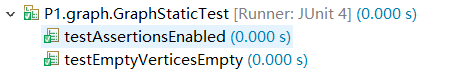 P1.graph.GraphStaticTest [Runner: JUnit 4] (0.000 s)
testAssertionsEnabled (0.000 s)
testEmptyVerticesEmpty (0.000 s)